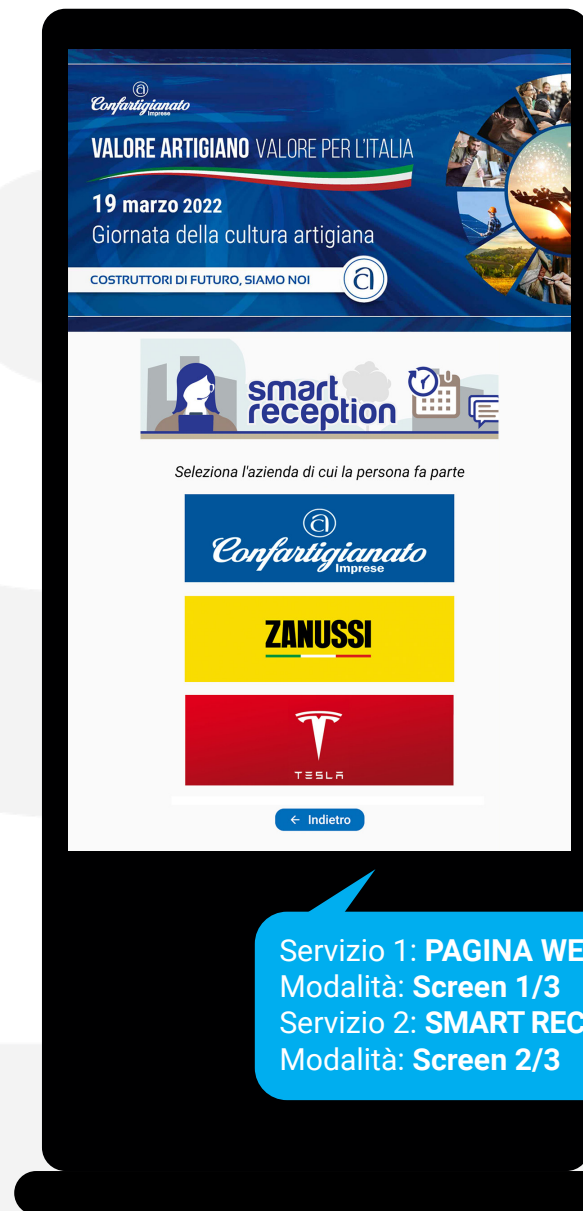 Confartigianato
Imprese
VALORE ARTIGIANO VALORE PER L'ITALIA
19 marzo 2022
Giornata della cultura artigiana
COSTRUTTORI DI FUTURO, SIAMO NOI
smart
reception
Seleziona l'azienda di cui la persona fa parte
Confartigianato
Imprese
ZANUSSI
TESLA
← Indietro
Servizio 1: PAGINA WE
Modalità: Screen 1/3
Servizio 2: SMART REC
Modalità: Screen 2/3